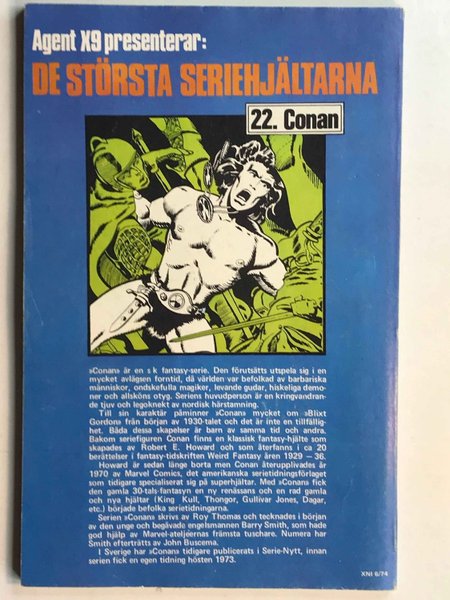 Agent X9 presenterar:
DE STÖRSTA SERIEHJÄLTARNA
22. Conan
»Conan» är en s k fantasy-serie. Den förutsätts utspela sig i en
mycket avlägsen forntid, då världen var befolkad av barbariska
människor, ondskefulla magiker, levande gudar, hiskeliga demo-
ner och allsköns otyg. Seriens huvudperson är en kringvandran-
de tjuv och legoknekt av nordisk härstamning.
Till sin karaktär påminner »Conan» mycket om »Blixt
Gordon» från början av 1930-talet och det är inte en tillfällig-
het. Båda dessa skapelser är barn av samma tid och andra.
Bakom seriefiguren Conan finns en klassisk fantasy-hjälte som
skapades av Robert E. Howard och som återfanns i ca 20
berättelser i fantasy-tidskriften Weird Fantasy åren 1929 — 36.
Howard är sedan länge borta men Conan återupplivades år
1970 av Marvel Comics, det amerikanska serietidningsförlaget
som tidigare specialiserat sig på superhjältar. Med »Conan» fick
den gamla 30-tals-fantasyn en ny renässans och en rad gamla
och nya hjältar (King Kull, Thongor, Gullivar Jones, Dagar,
etc.) började befolka serietidningarna.
Serien »Conan» skrivs av Roy Thomas och tecknades i början
av den unge och begåvade engelsmannen Barry Smith, som hade
god hjälp av Marvel-ateljéernas främsta tuschare. Numera har
Smith efterträtts av John Buscema.
I Sverige har »Conan» tidigare publicerats i Serie-Nytt, innan
serien fick en egen tidning hösten 1973.
XNI 6/74